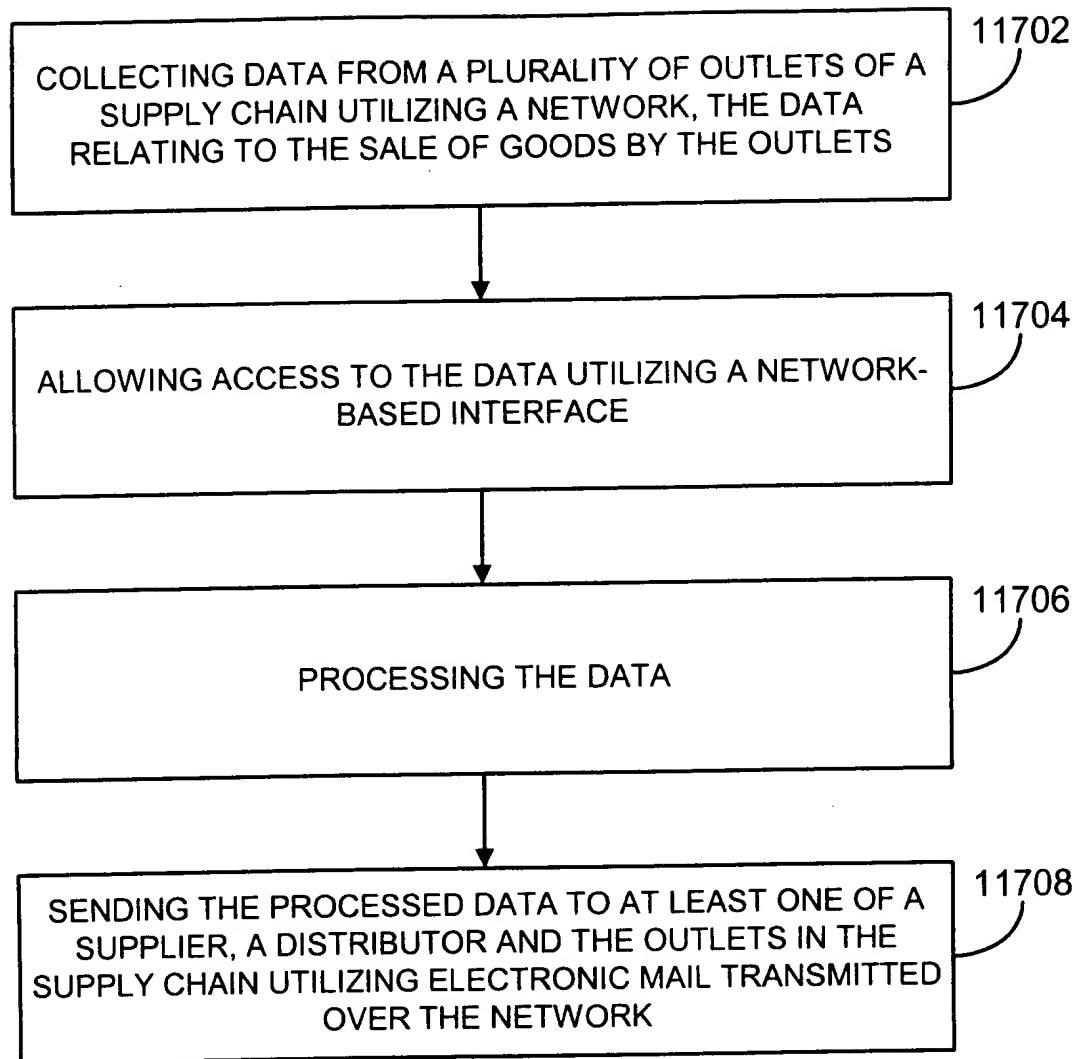 11702
COLLECTING DATA FROM A PLURALITY OF OUTLETS OF A
SUPPLY CHAIN UTILIZING A NETWORK, THE DATA
RELATING TO THE SALE OF GOODS BY THE OUTLETS
11704
ALLOWING ACCESS TO THE DATA UTILIZING A NETWORK-
BASED INTERFACE
11706
PROCESSING THE DATA
11708
SENDING THE PROCESSED DATA TO AT LEAST ONE OF A
SUPPLIER, A DISTRIBUTOR AND THE OUTLETS IN THE
SUPPLY CHAIN UTILIZING ELECTRONIC MAIL TRANSMITTED
OVER THE NETWORK